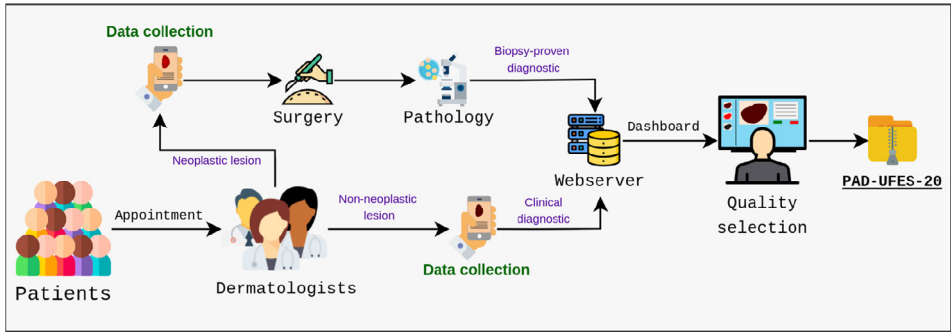 Data collection
Surgery
Pathology
Biopsy-proven
diagnostic
Neoplastic lesion
Webserver
Dashboard
Quality
selection
PAD-UFES-20
Patients
Appointment
Dermatologists
Non-neoplastic
lesion
Data collection
Clinical
diagnostic